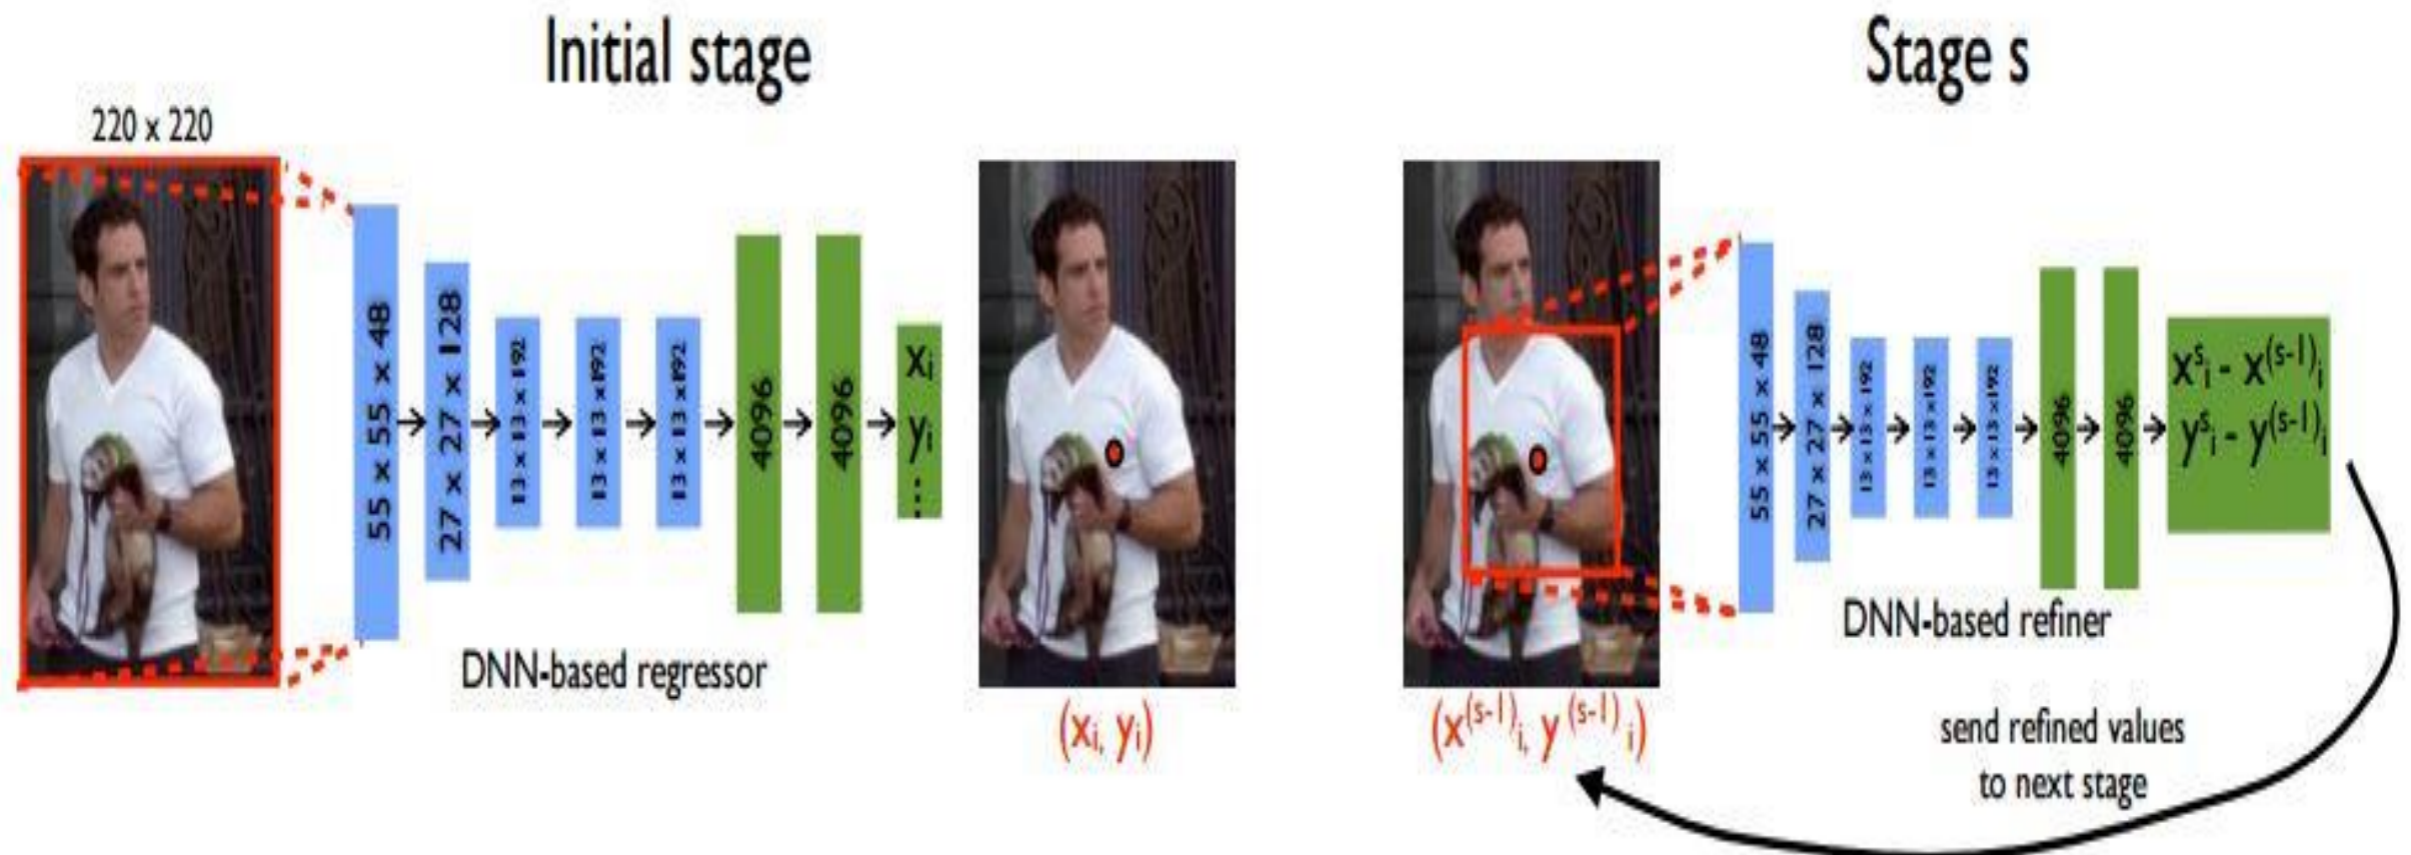 Initial stage
220 x 220
55 x 55 x 48
27 x 27 x 128
13 x 13 x 192
13 x 13 x192
13 x 13 x192
4096
4096
xi
yi
...
DNN-based regressor
(xi, yi)
Stage s
(x^(s-1)i, y^(s-1)i)
55 x 55 x 48
27 x 27 x 128
13 x 13 x 192
13 x 13 x192
13 x 13 x192
4096
4096
x^s i - x^(s-1)i
y^s i - y^(s-1)i
DNN-based refiner
send refined values
to next stage